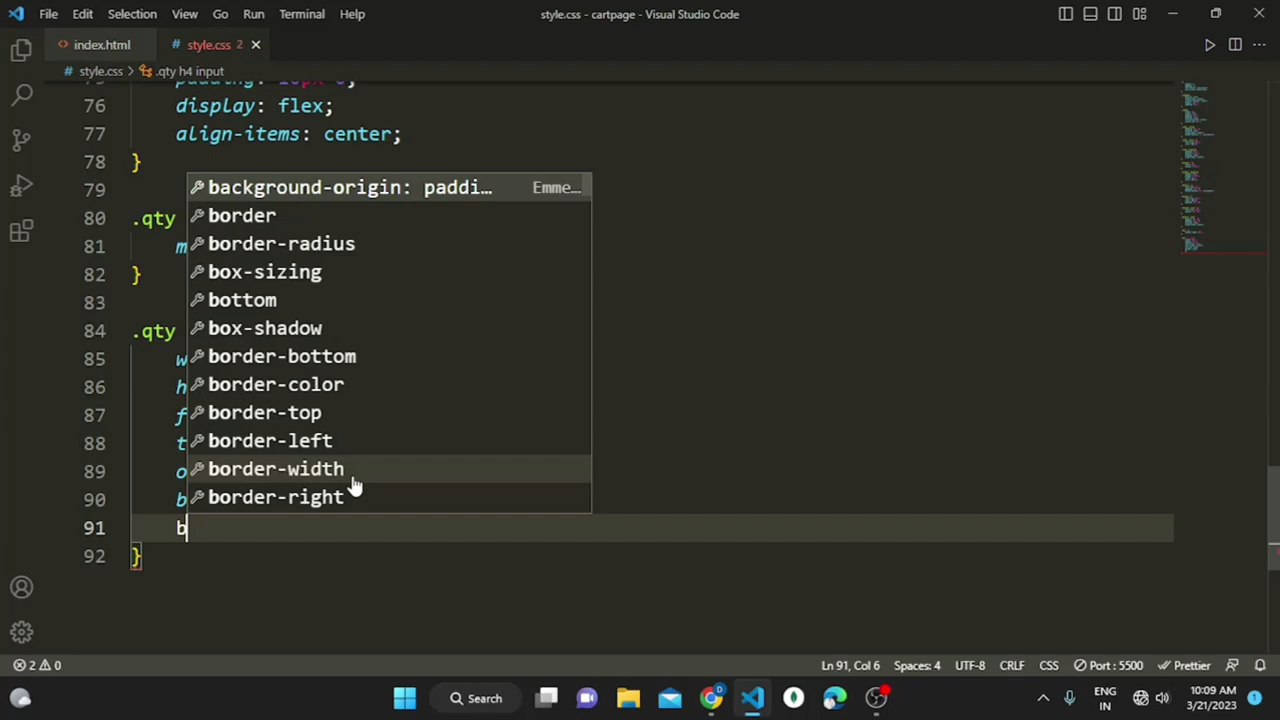 File Edit Selection View Go Run Terminal Help style.css - cartpage - Visual Studio Code
index.html style.css 2
style.css > .qty h4 input
76 display: flex;
77 align-items: center;
78 }
79
80 .qty
81 m
82 }
83
84 .qty
85 w
86 h
87 f
88 t
89 o
90 b
91 b
92 }
background-origin: paddi... Emme...
border
border-radius
box-sizing
bottom
box-shadow
border-bottom
border-color
border-top
border-left
border-width
border-right
2 0 Ln 91, Col 6 Spaces: 4 UTF-8 CRLF CSS Port : 5500 Prettier
Search
ENG
IN
10:09 AM
3/21/2023
1
D